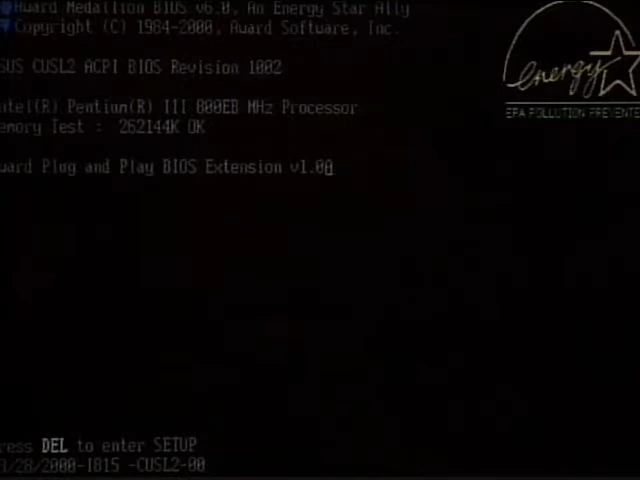 Award Medallion BIOS v6.0, An Energy Star Ally
Copyright (C) 1984-2000, Award Software, Inc.
SUS CUSL2 ACPI BIOS Revision 1002
ntel(R) Pentium(R) III 800EB MHz Processor
emory Test : 262144K OK
ward Plug and Play BIOS Extension v1.00
energy
EPA POLLUTION PREVENTE
ress DEL to enter SETUP
/28/2000-i815 -CUSL2-00